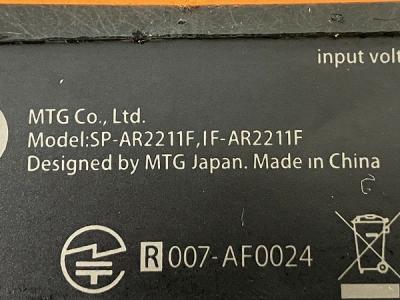 input volt
MTG Co., Ltd.
Model:SP-AR2211F,IF-AR2211F
Designed by MTG Japan. Made in China
R 007-AF0024